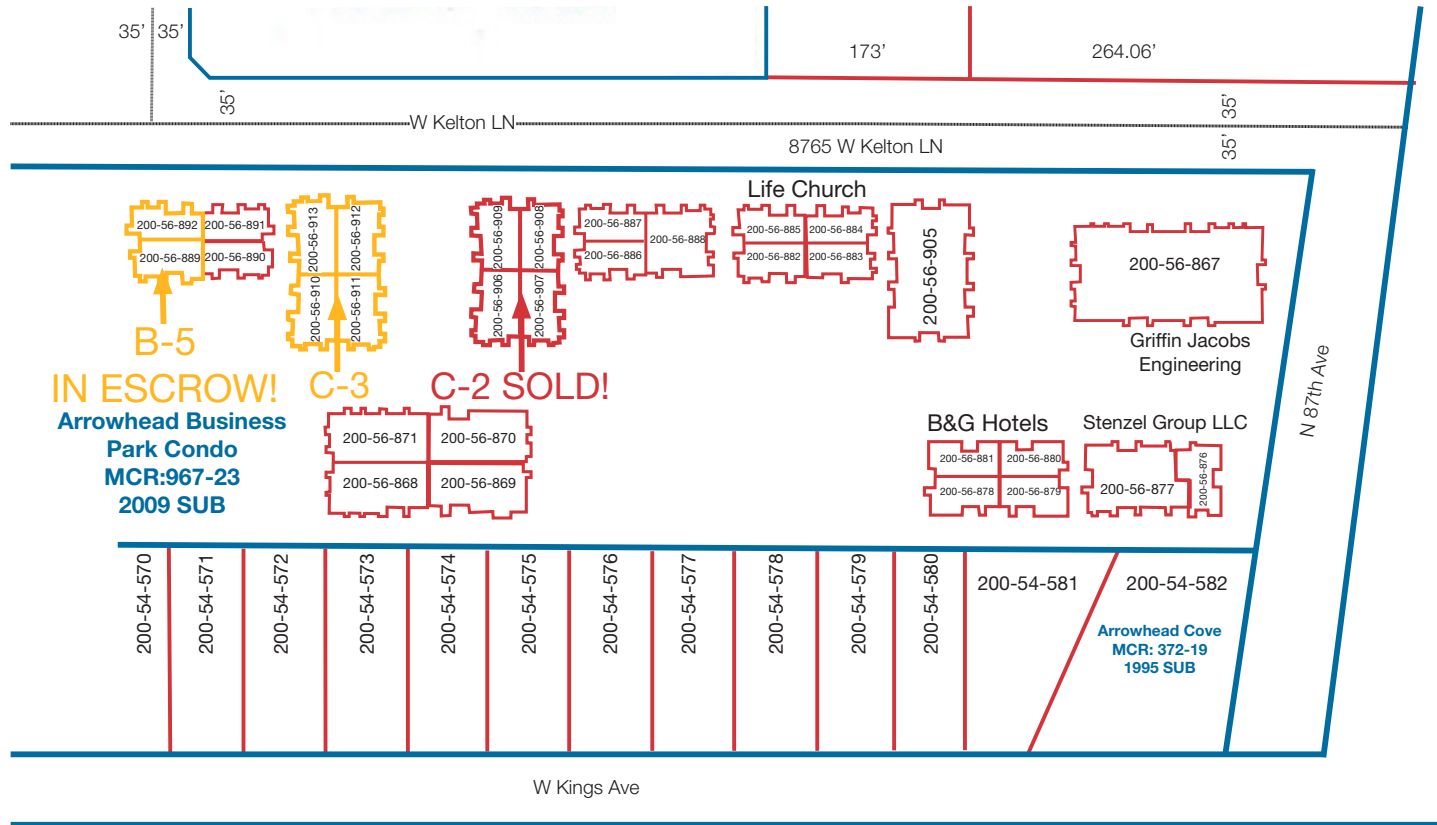 35’ 35’
173’
264.06’
35’
35’
W Kelton LN
8765 W Kelton LN
35’
Life Church
200-56-892
200-56-891
200-56-889
200-56-890
200-56-913
200-56-912
200-56-910
200-56-911
200-56-909
200-56-908
200-56-906
200-56-907
200-56-887
200-56-888
200-56-886
200-56-885
200-56-884
200-56-882
200-56-883
200-56-905
200-56-867
Griffin Jacobs
Engineering
B-5
IN ESCROW!
C-3
C-2 SOLD!
N 87th Ave
Arrowhead Business
Park Condo
MCR:967-23
2009 SUB
200-56-871
200-56-870
200-56-868
200-56-869
B&G Hotels
200-56-881
200-56-880
200-56-878
200-56-879
Stenzel Group LLC
200-56-877
200-56-876
200-54-570
200-54-571
200-54-572
200-54-573
200-54-574
200-54-575
200-54-576
200-54-577
200-54-578
200-54-579
200-54-580
200-54-581
200-54-582
Arrowhead Cove
MCR: 372-19
1995 SUB
W Kings Ave